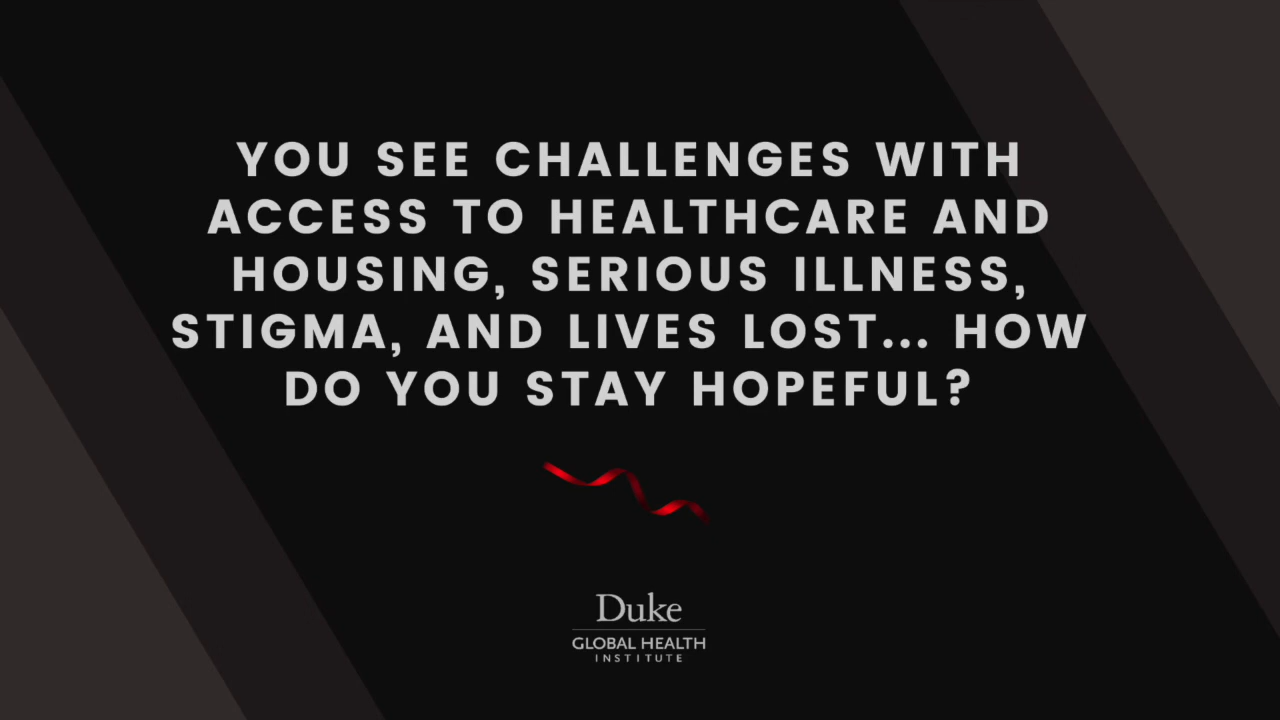 YOU SEE CHALLENGES WITH
ACCESS TO HEALTHCARE AND
HOUSING, SERIOUS ILLNESS,
STIGMA, AND LIVES LOST... HOW
DO YOU STAY HOPEFUL?
Duke
GLOBAL HEALTH
INSTITUTE